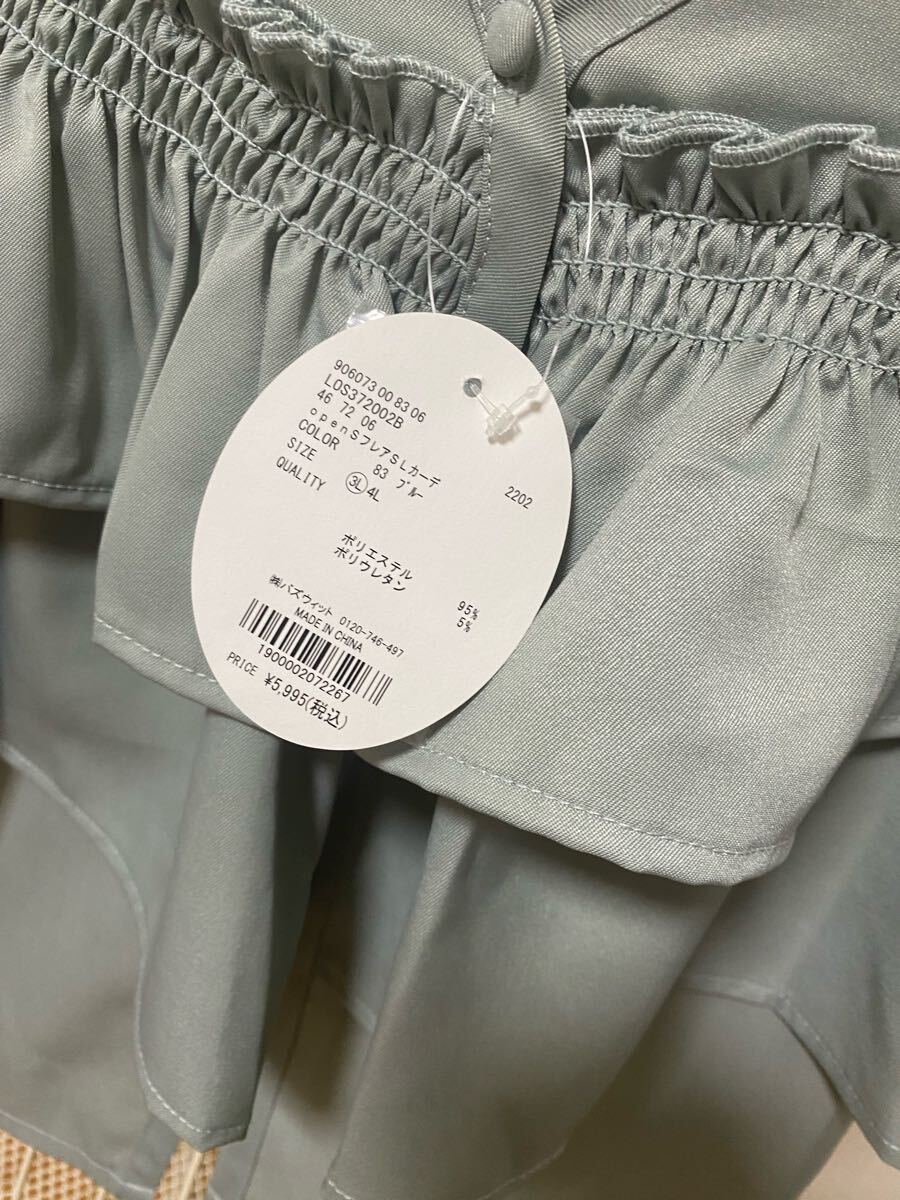 906073 00 83 06
LOS372002B
46 72 06
openSフレアSLカーデ 2202
COLOR 83 ブルー
SIZE 3L 4L
QUALITY
ポリエステル 95%
ポリウレタン 5%
㈱バズウィット 0120-746-497
MADE IN CHINA
1900002072267
PRICE ¥5,995(税込)